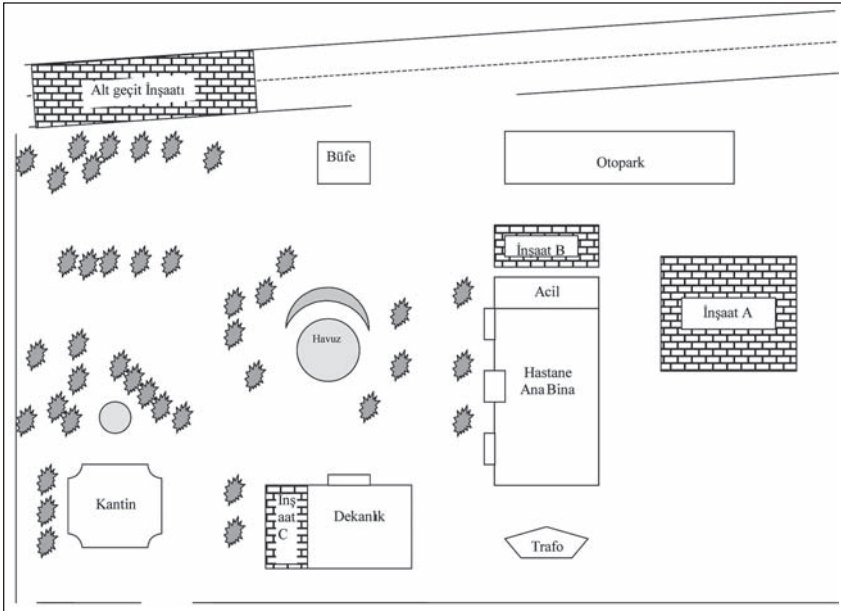 Alt geçit İnşaatı
Büfe
Otopark
İnşaat B
Acil
İnşaat A
Havuz
Hastane
Ana Bina
Kantin
İnş
aat
C
Dekanlık
Trafo